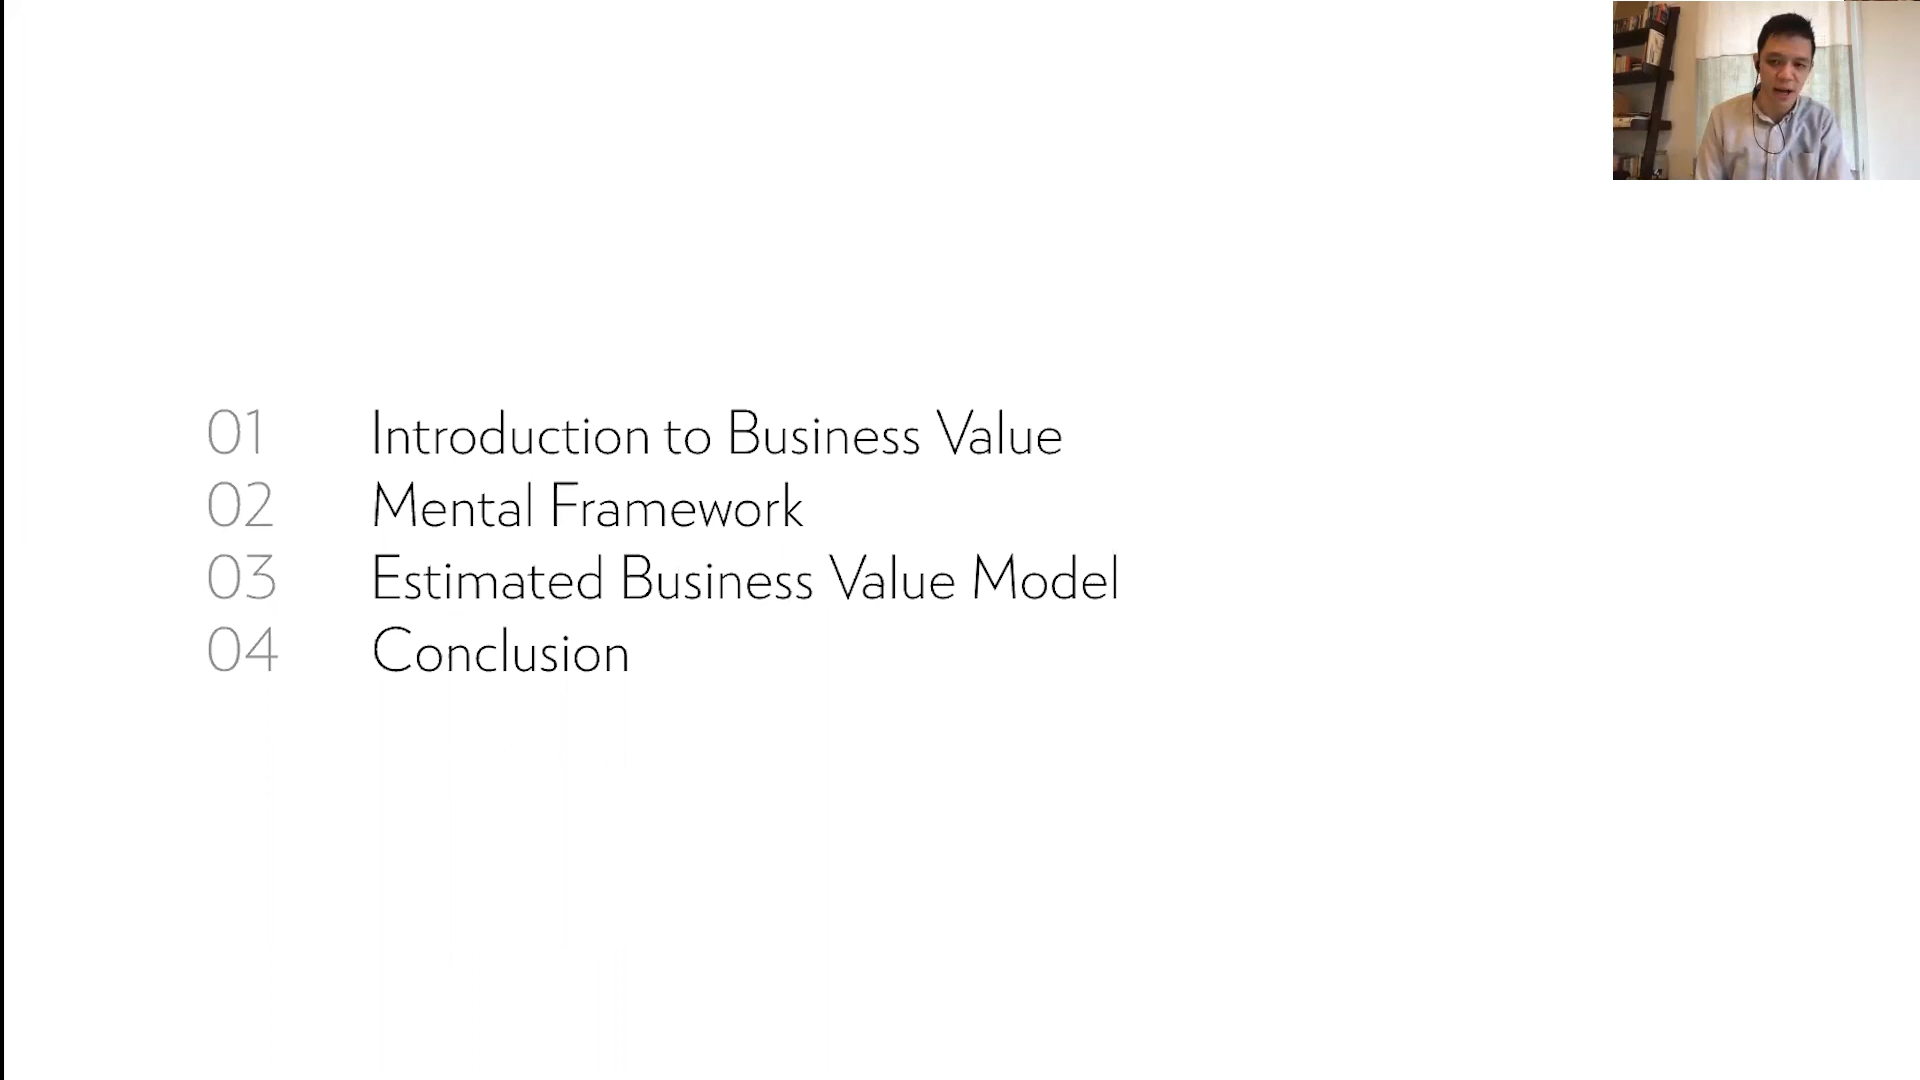 01 Introduction to Business Value
02 Mental Framework
03 Estimated Business Value Model
04 Conclusion